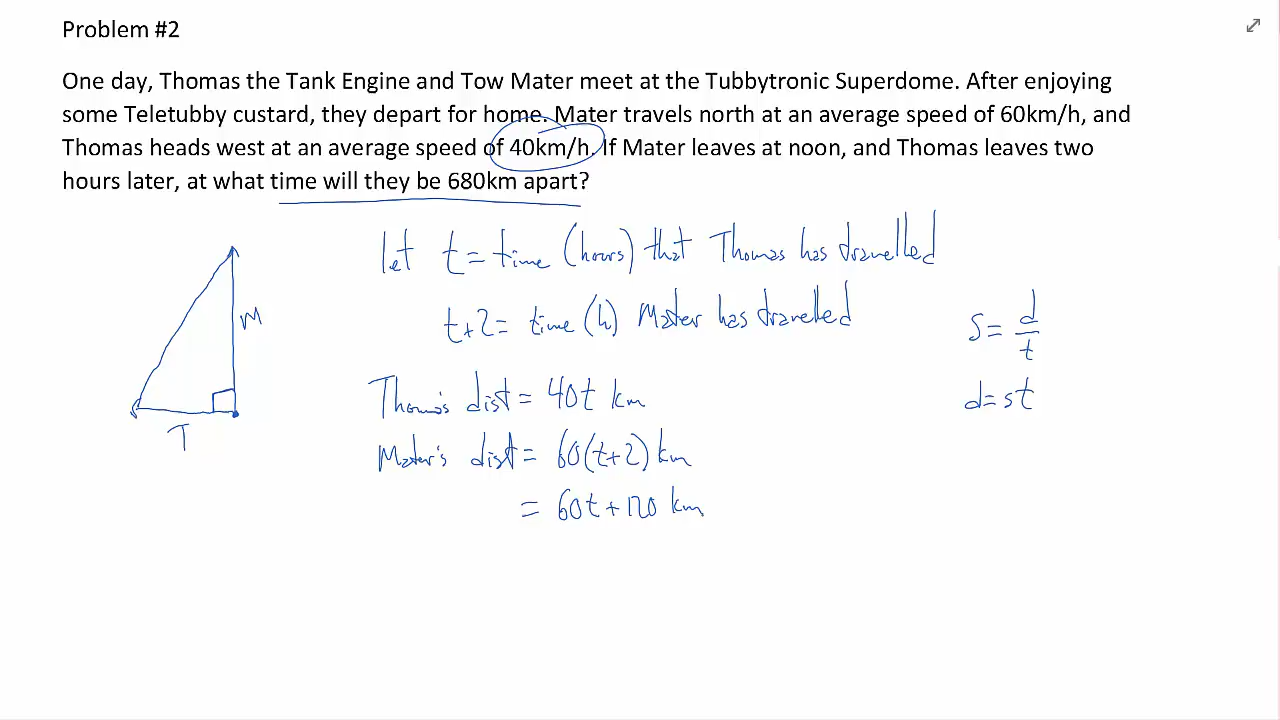 Problem #2
One day, Thomas the Tank Engine and Tow Mater meet at the Tubbytronic Superdome. After enjoying
some Teletubby custard, they depart for home. Mater travels north at an average speed of 60km/h, and
Thomas heads west at an average speed of 40km/h. If Mater leaves at noon, and Thomas leaves two
hours later, at what time will they be 680km apart?
let t = time (hours) that Thomas has travelled
t+2 = time (h) Mater has travelled
S = d/t
M
Thomas's dist = 40t km
d = st
T
Mater's dist = 60(t+2) km
= 60t + 120 km